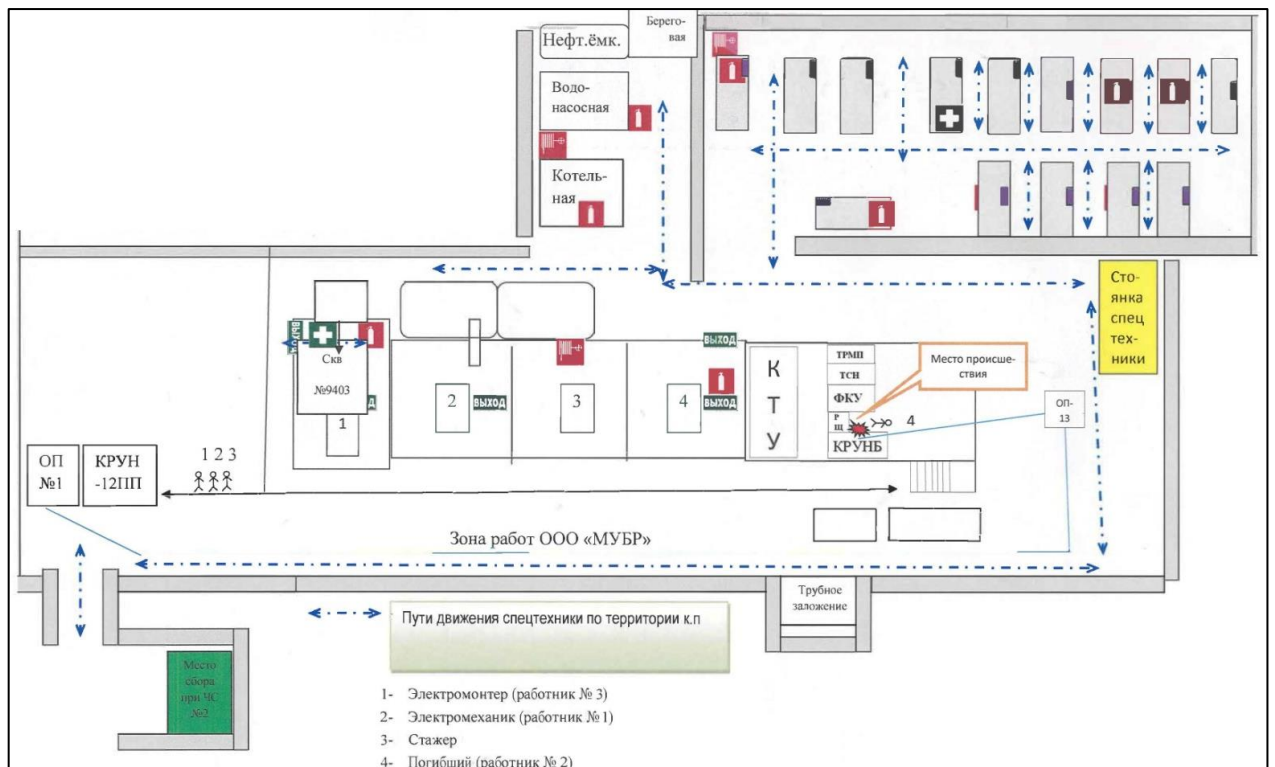 Берего-
вая
Нефт.ёмк.
Водо-
насосная
Котель-
ная
Сто-
янка
спец
тех-
ники
ВЫХОД
Скв
№9403
1
2
ВЫХОД
3
4
ВЫХОД
ВЫХОД
К
Т
У
ТРМП
ТСН
ФКУ
Р
Щ
КРУНБ
Место происше-
ствия
4
ОП-
13
ОП
№1
КРУН
-12ПП
1 2 3
Зона работ ООО «МУБР»
Трубное
заложение
Пути движения спецтехники по территории к.п
Место
сбора
при ЧС
№2
1- Электромонтер (работник № 3)
2- Электромеханик (работник № 1)
3- Стажер
4- Погибший (работник № 2)